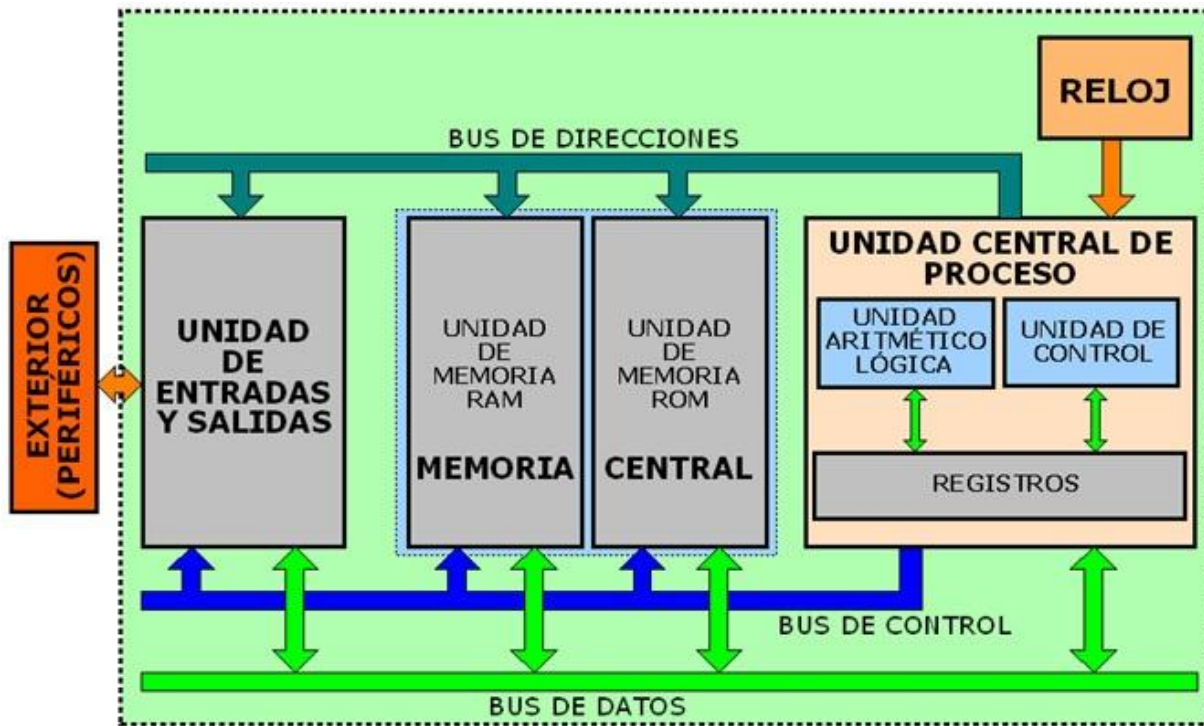 RELOJ
BUS DE DIRECCIONES
EXTÉRIOR
(PERIFÉRICOS)
UNIDAD
DE
ENTRADAS
Y SALIDAS
UNIDAD
DE
MEMORIA
RAM
MEMORIA
UNIDAD
DE
MEMORIA
ROM
CENTRAL
UNIDAD CENTRAL DE
PROCESO
UNIDAD
ARITMÉTICO
LÓGICA
UNIDAD DE
CONTROL
REGISTROS
BUS DE CONTROL
BUS DE DATOS